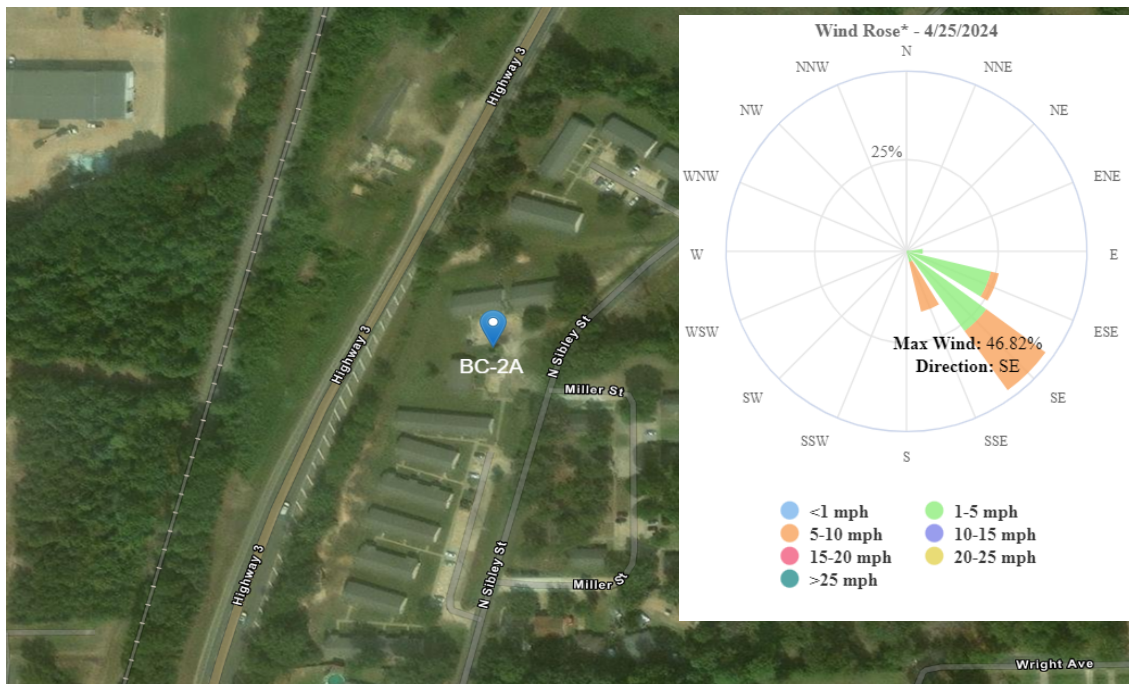 Wind Rose* - 4/25/2024
N
NNW
NNE
NW
NE
25%
WNW
ENE
W
E
WSW
ESE
Max Wind: 46.82%
Direction: SE
SW
SE
SSW
SSE
S
<1 mph
1-5 mph
5-10 mph
10-15 mph
15-20 mph
20-25 mph
>25 mph
Highway 3
Highway 3
Highway 3
BC-2A
N Sibley St
Miller St
N Sibley St
Miller St
Wright Ave